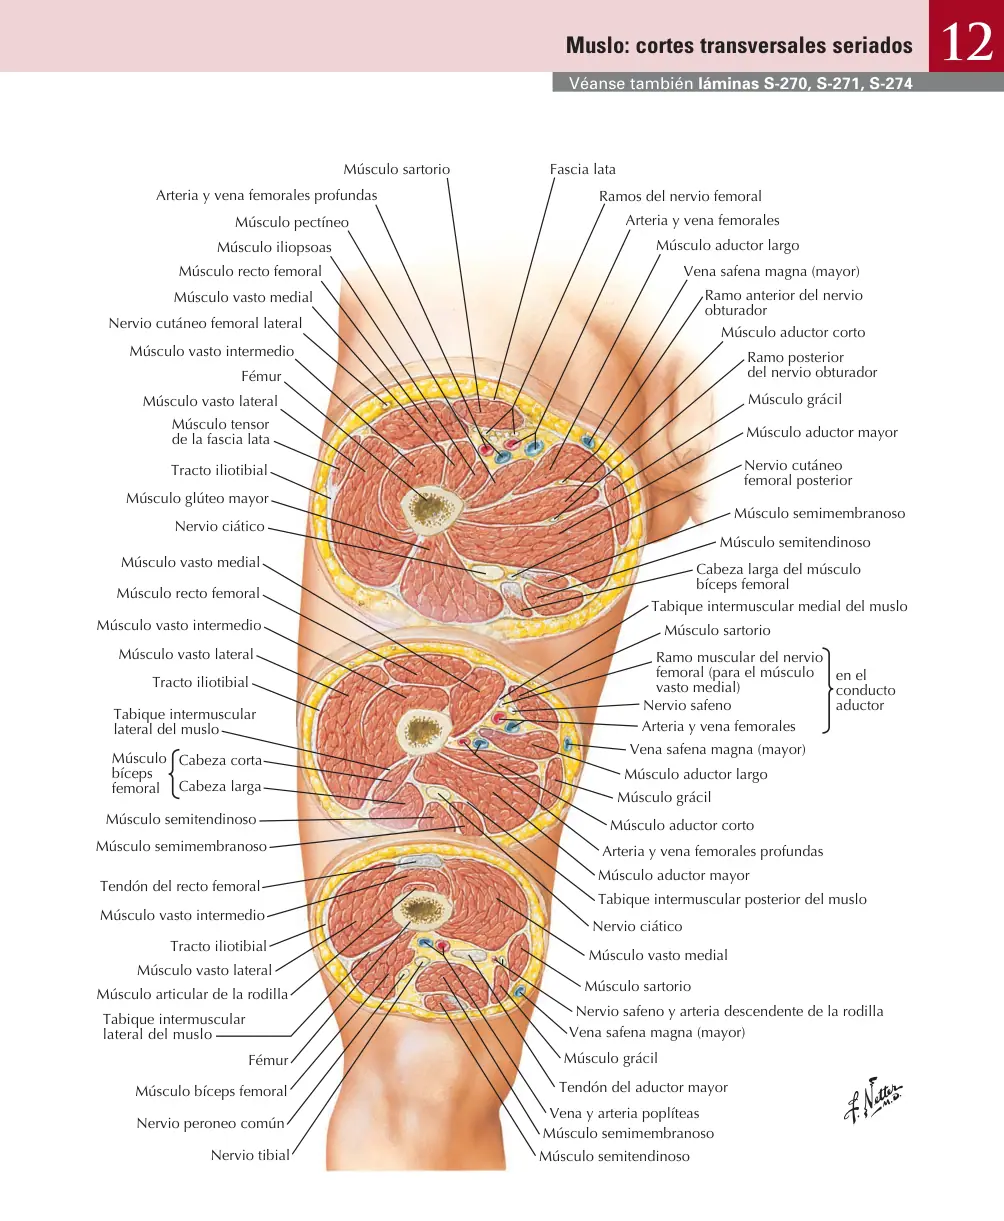 Muslo: cortes transversales seriados
12
Véanse también láminas S-270, S-271, S-274
Músculo sartorio
Arteria y vena femorales profundas
Músculo pectíneo
Músculo iliopsoas
Músculo recto femoral
Músculo vasto medial
Nervio cutáneo femoral lateral
Músculo vasto intermedio
Fémur
Músculo vasto lateral
Músculo tensor
de la fascia lata
Tracto iliotibial
Músculo glúteo mayor
Nervio ciático
Músculo vasto medial
Músculo recto femoral
Músculo vasto intermedio
Músculo vasto lateral
Tracto iliotibial
Tabique intermuscular
lateral del muslo
Músculo
bíceps
femoral
Cabeza corta
Cabeza larga
Músculo semitendinoso
Músculo semimembranoso
Tendón del recto femoral
Músculo vasto intermedio
Tracto iliotibial
Músculo vasto lateral
Músculo articular de la rodilla
Tabique intermuscular
lateral del muslo
Fémur
Músculo bíceps femoral
Nervio peroneo común
Nervio tibial
Fascia lata
Ramos del nervio femoral
Arteria y vena femorales
Músculo aductor largo
Vena safena magna (mayor)
Ramo anterior del nervio
obturador
Músculo aductor corto
Ramo posterior
del nervio obturador
Músculo grácil
Músculo aductor mayor
Nervio cutáneo
femoral posterior
Músculo semimembranoso
Músculo semitendinoso
Cabeza larga del músculo
bíceps femoral
Tabique intermuscular medial del muslo
Músculo sartorio
Ramo muscular del nervio
femoral (para el músculo
vasto medial)
Nervio safeno
Arteria y vena femorales
en el
conducto
aductor
Vena safena magna (mayor)
Músculo aductor largo
Músculo grácil
Músculo aductor corto
Arteria y vena femorales profundas
Músculo aductor mayor
Tabique intermuscular posterior del muslo
Nervio ciático
Músculo vasto medial
Músculo sartorio
Nervio safeno y arteria descendente de la rodilla
Vena safena magna (mayor)
Músculo grácil
Tendón del aductor mayor
Vena y arteria poplíteas
Músculo semimembranoso
Músculo semitendinoso
F. Netter
M.D.